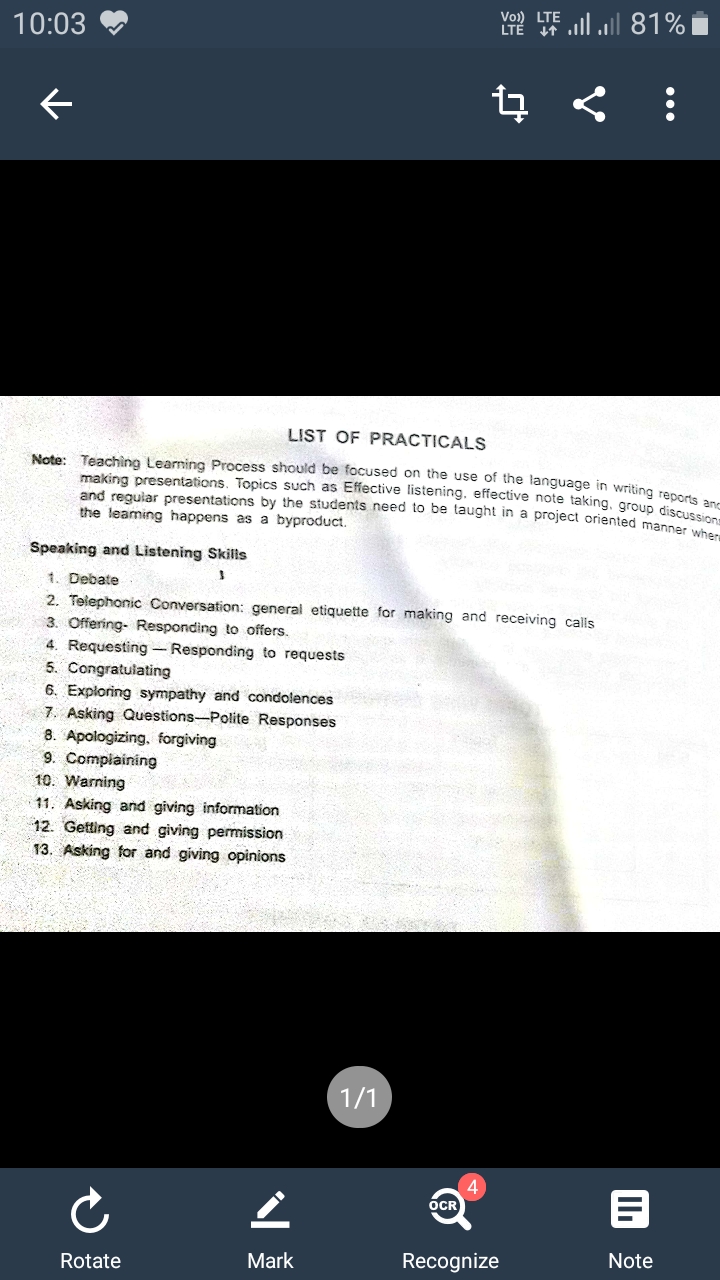 10:03
Vo)) LTE LTE 81%
LIST OF PRACTICALS
Note: Teaching Learning Process should be focused on the use of the language in writing reports and
making presentations. Topics such as Effective listening, effective note taking, group discussions
and regular presentations by the students need to be taught in a project oriented manner where
the learning happens as a byproduct.
Speaking and Listening Skills
1. Debate
2. Telephonic Conversation: general etiquette for making and receiving calls
3. Offering- Responding to offers.
4. Requesting — Responding to requests
5. Congratulating
6. Exploring sympathy and condolences
7. Asking Questions—Polite Responses
8. Apologizing, forgiving
9. Complaining
10. Warning
11. Asking and giving information
12. Getting and giving permission
13. Asking for and giving opinions
1/1
OCR 4
Rotate Mark Recognize Note